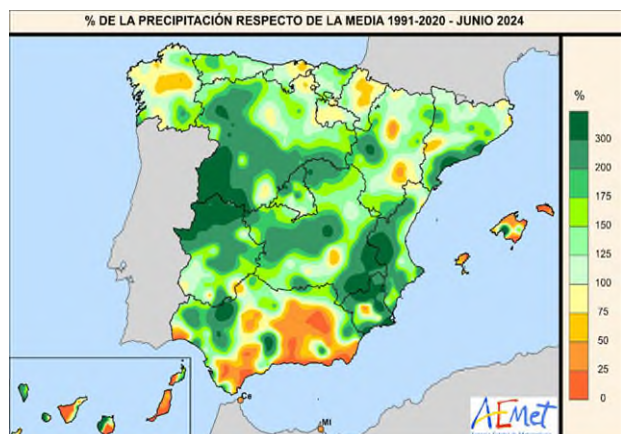 % DE LA PRECIPITACIÓN RESPECTO DE LA MEDIA 1991-2020 - JUNIO 2024
%
300
200
175
150
125
100
75
50
25
0
Ce
Ml
AEmet